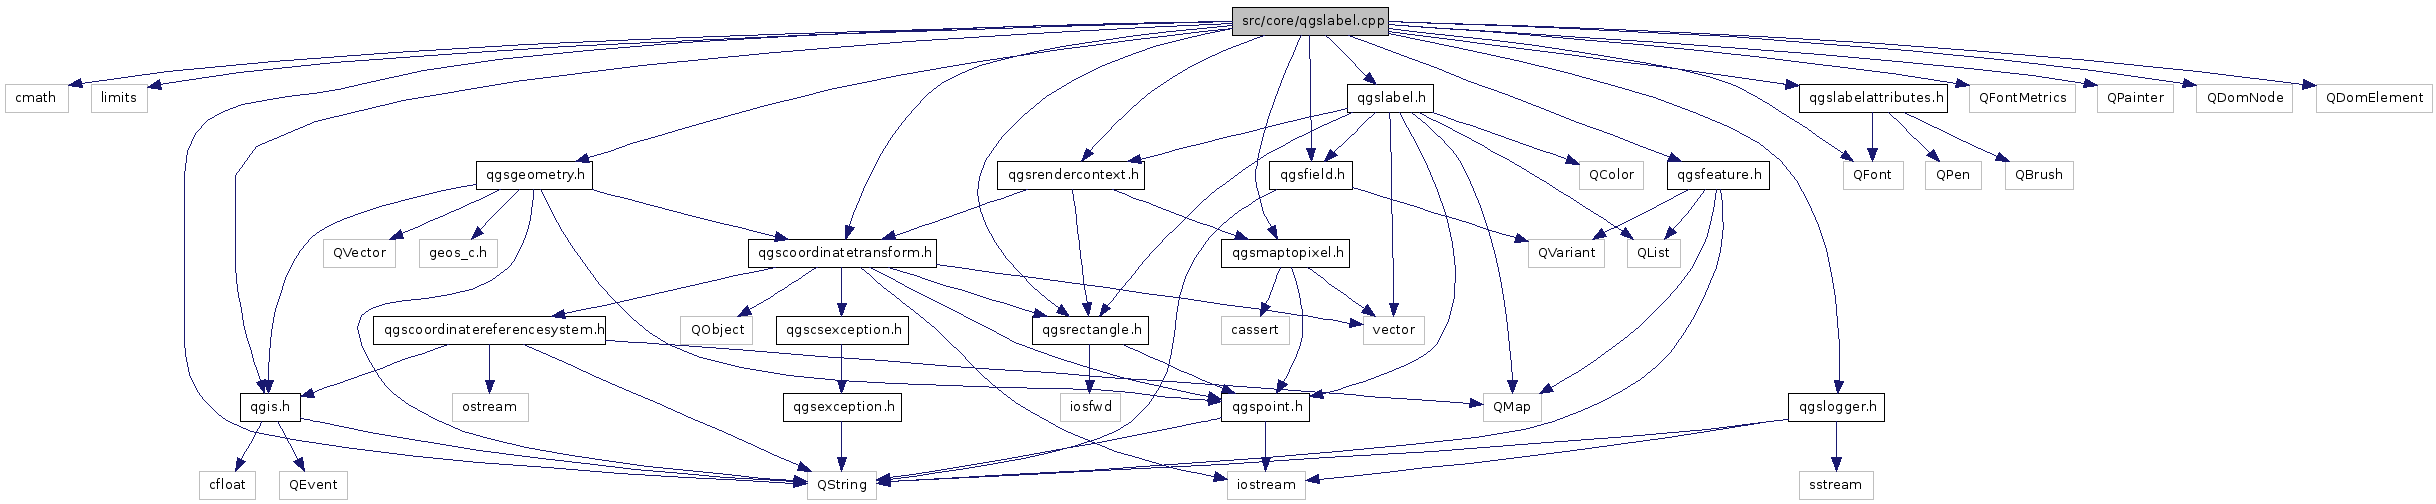 src/core/qgslabel.cpp
cmath
limits
qgslabel.h
qgslabelattributes.h
QFontMetrics
QPainter
QDomNode
QDomElement
qgsgeometry.h
qgsrendercontext.h
qgsfield.h
QColor
qgsfeature.h
QFont
QPen
QBrush
QVector
geos_c.h
qgscoordinatetransform.h
qgsmaptopixel.h
QVariant
QList
qgscoordinatereferencesystem.h
QObject
qgscsexception.h
qgsrectangle.h
cassert
vector
qgis.h
ostream
qgsexception.h
iosfwd
qgspoint.h
QMap
qgslogger.h
cfloat
QEvent
QString
iostream
sstream